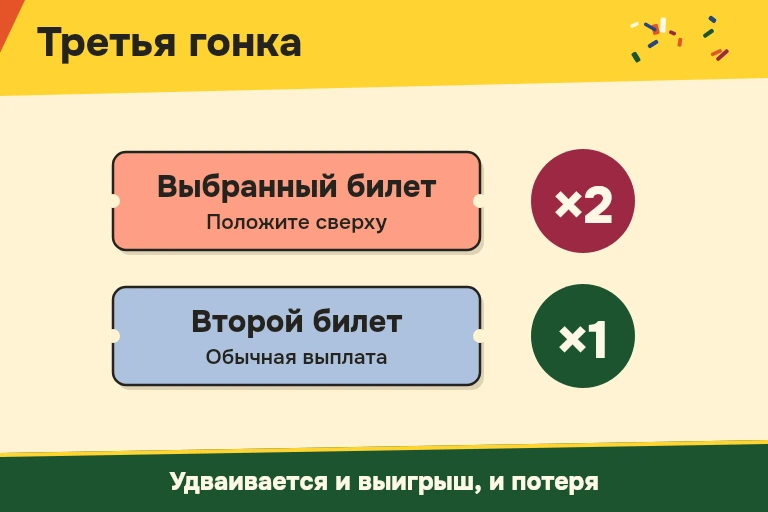 Третья гонка
Выбранный билет
Положите сверху
×2
Второй билет
Обычная выплата
×1
Удваивается и выигрыш, и потеря